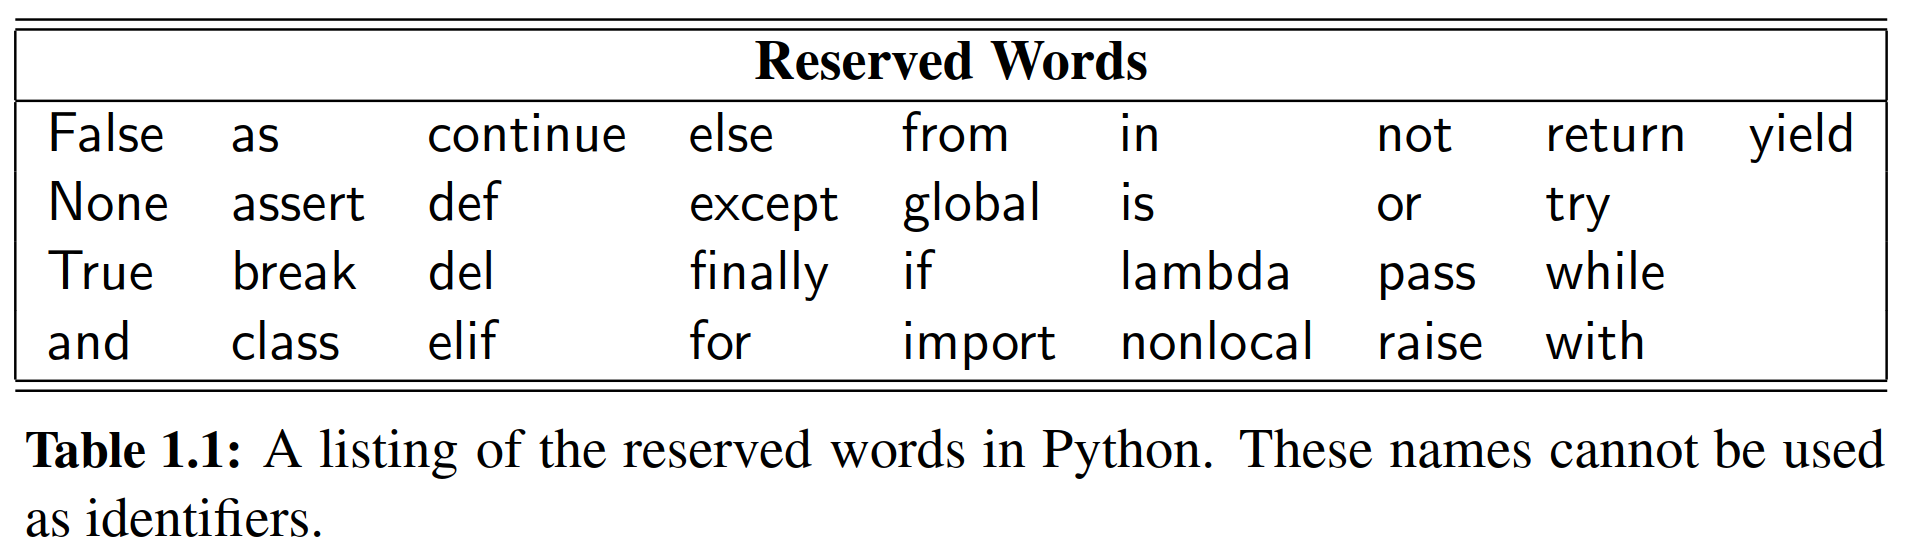 Reserved Words
False as continue else from in not return yield
None assert def except global is or try
True break del finally if lambda pass while
and class elif for import nonlocal raise with
Table 1.1: A listing of the reserved words in Python. These names cannot be used
as identifiers.